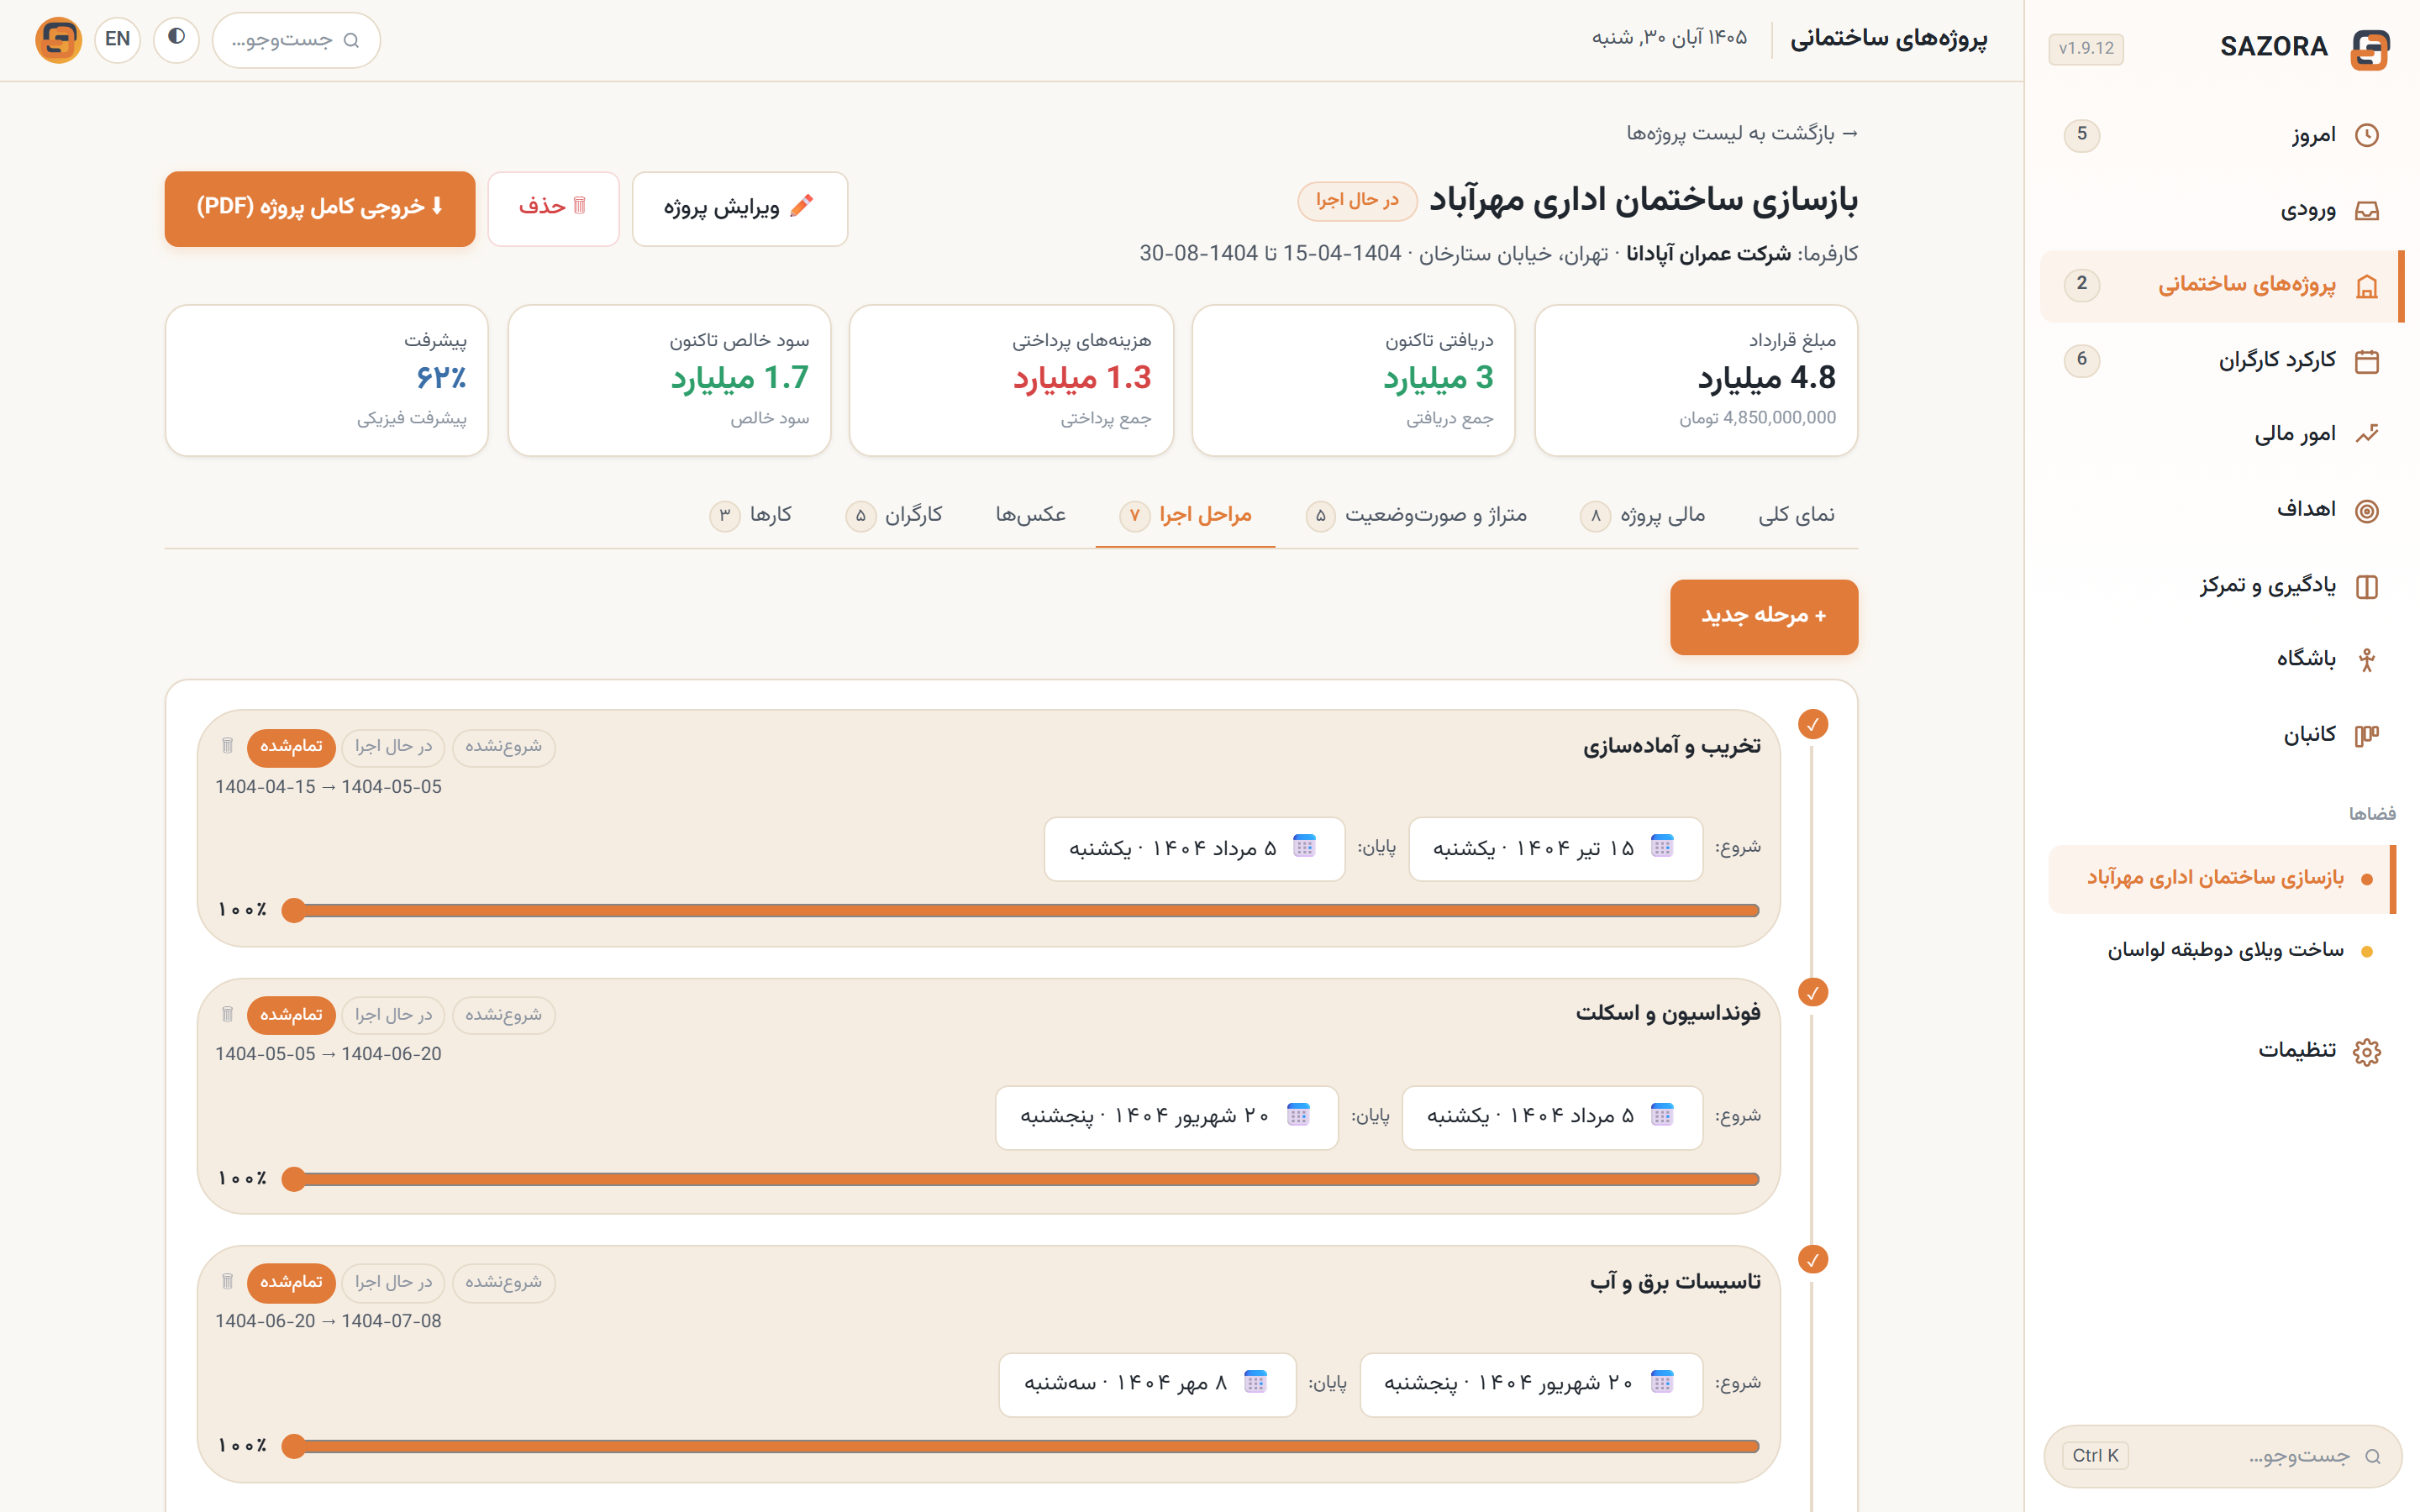 SAZORA v1.9.12
امروز 5
ورودی
پروژه‌های ساختمانی 2
کارکرد کارگران 6
امور مالی
اهداف
یادگیری و تمرکز
باشگاه
کانبان
فضاها
بازسازی ساختمان اداری مهرآباد
ساخت ویلای دوطبقه لواسان
تنظیمات
جست‌وجو... Ctrl K
پروژه‌های ساختمانی
۱۴۰۵ آبان ۳۰, شنبه
جست‌وجو...
EN
→ بازگشت به لیست پروژه‌ها
بازسازی ساختمان اداری مهرآباد در حال اجرا
کارفرما: شرکت عمران آپادانا · تهران، خیابان ستارخان · 1404-04-15 تا 1404-08-30
ویرایش پروژه
حذف
⬇ خروجی کامل پروژه (PDF)
مبلغ قرارداد
4.8 میلیارد
4,850,000,000 تومان
دریافتی تاکنون
3 میلیارد
جمع دریافتی
هزینه‌های پرداختی
1.3 میلیارد
جمع پرداختی
سود خالص تاکنون
1.7 میلیارد
سود خالص
پیشرفت
۶۲٪
پیشرفت فیزیکی
نمای کلی
مالی پروژه ۸
متراژ و صورت‌وضعیت ۵
مراحل اجرا ۷
عکس‌ها
کارگران ۵
کارها ۳
+ مرحله جدید
تخریب و آماده‌سازی
شروع‌نشده در حال اجرا تمام‌شده
1404-04-15 → 1404-05-05
شروع: ۱۵ تیر ۱۴۰۴ · یکشنبه پایان: ۵ مرداد ۱۴۰۴ · یکشنبه
۱۰۰٪
فونداسیون و اسکلت
شروع‌نشده در حال اجرا تمام‌شده
1404-05-05 → 1404-06-20
شروع: ۵ مرداد ۱۴۰۴ · یکشنبه پایان: ۲۰ شهریور ۱۴۰۴ · پنجشنبه
۱۰۰٪
تاسیسات برق و آب
شروع‌نشده در حال اجرا تمام‌شده
1404-06-20 → 1404-07-08
شروع: ۲۰ شهریور ۱۴۰۴ · پنجشنبه پایان: ۸ مهر ۱۴۰۴ · سه‌شنبه
۱۰۰٪